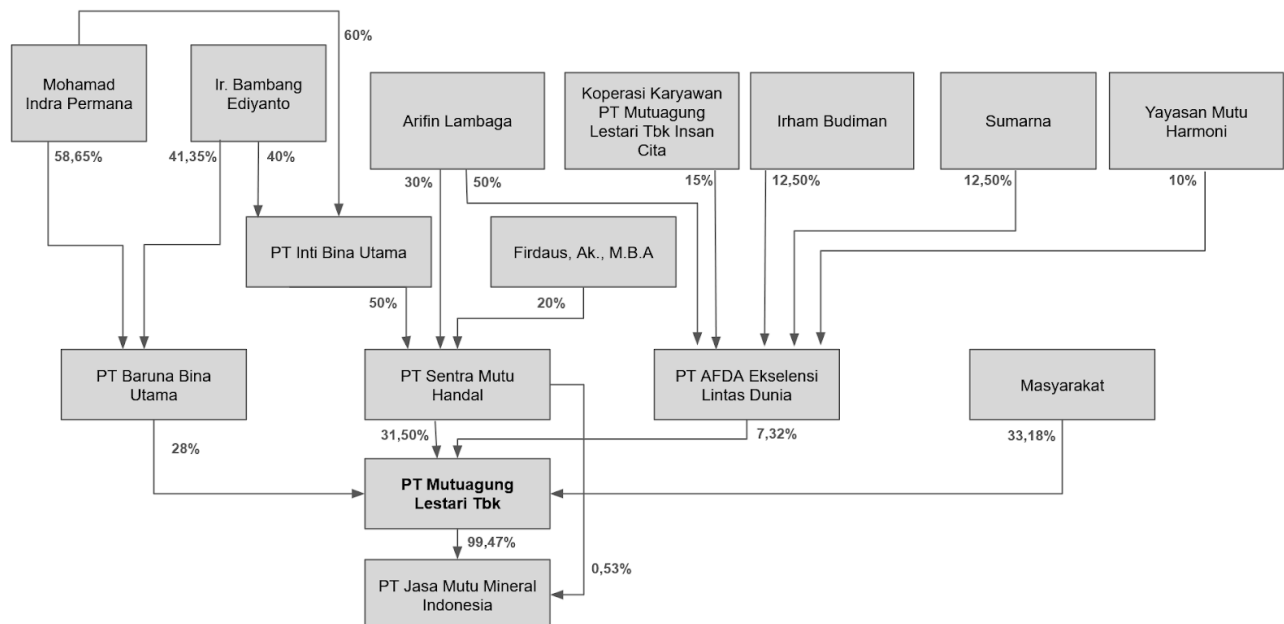 60%
Mohamad
Indra Permana
Ir. Bambang
Ediyanto
Arifin Lambaga
Koperasi Karyawan
PT Mutuagung
Lestari Tbk Insan
Cita
Irham Budiman
Sumarna
Yayasan Mutu
Harmoni
58,65%
41,35%
40%
30%
50%
15%
12,50%
12,50%
10%
PT Inti Bina Utama
Firdaus, Ak., M.B.A
50%
20%
PT Baruna Bina
Utama
PT Sentra Mutu
Handal
PT AFDA Ekselensi
Lintas Dunia
Masyarakat
28%
31,50%
7,32%
33,18%
PT Mutuagung
Lestari Tbk
99,47%
0,53%
PT Jasa Mutu Mineral
Indonesia